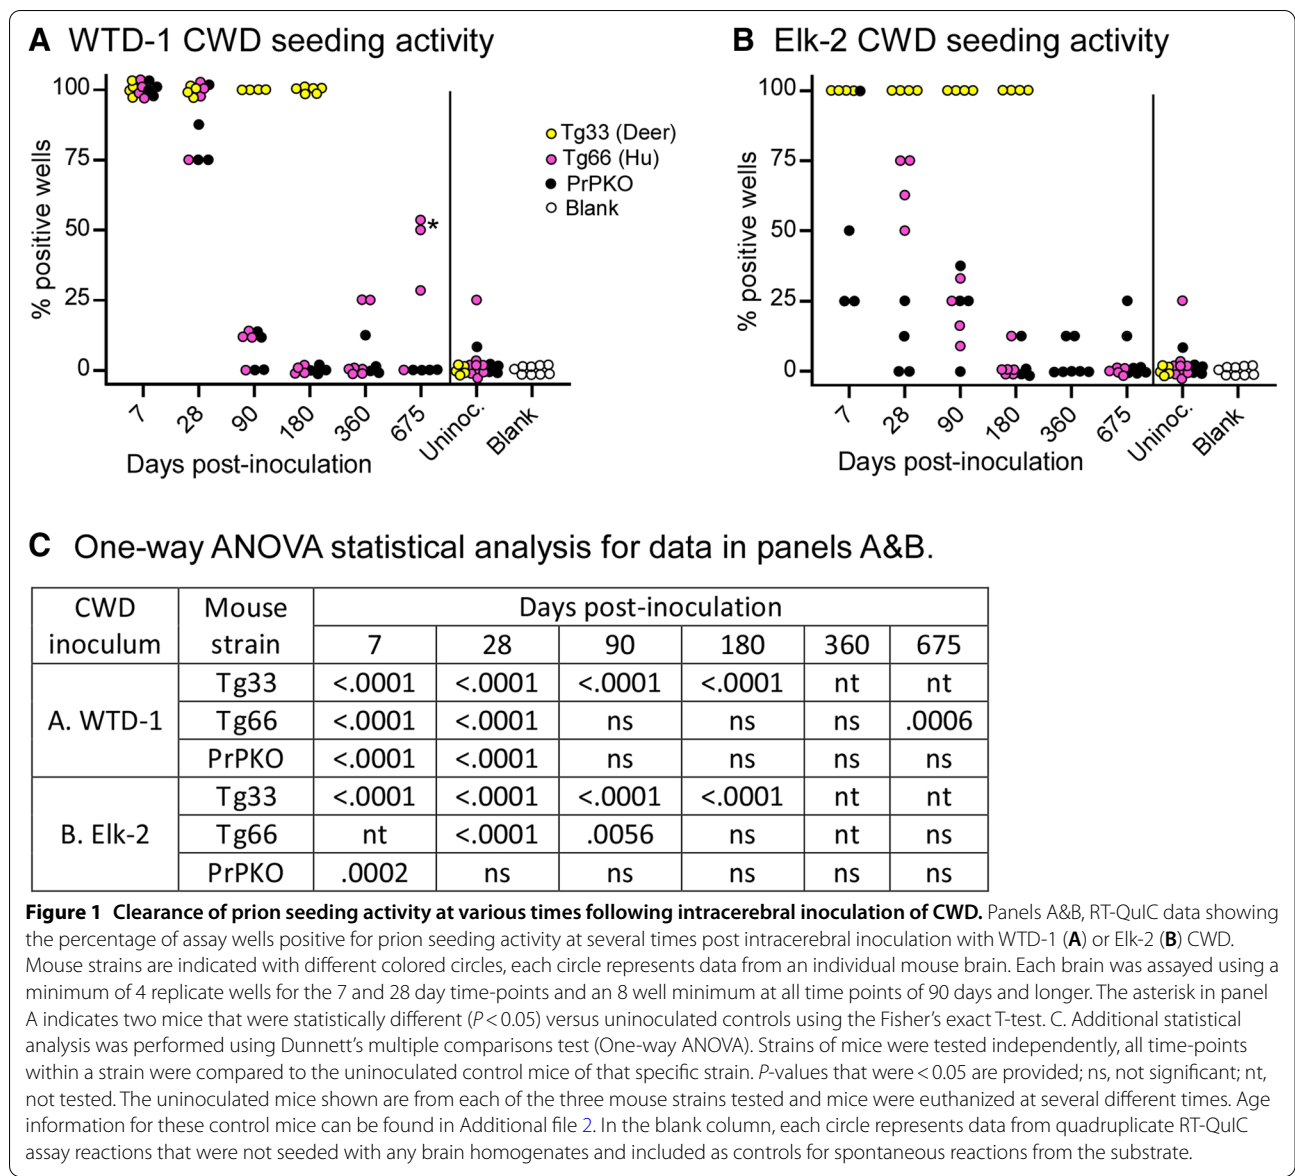 A WTD-1 CWD seeding activity
100
75
50
25
0
% positive wells
Tg33 (Deer)
Tg66 (Hu)
PrPKO
Blank
*
7 28 90 180 360 675 Uninoc. Blank
Days post-inoculation
B Elk-2 CWD seeding activity
100
75
50
25
0
% positive wells
7 28 90 180 360 675 Uninoc. Blank
Days post-inoculation
C One-way ANOVA statistical analysis for data in panels A&B.
CWD inoculum Mouse strain Days post-inoculation
7 28 90 180 360 675
A. WTD-1 Tg33 <.0001 <.0001 <.0001 <.0001 nt nt
Tg66 <.0001 <.0001 ns ns ns .0006
PrPKO <.0001 <.0001 ns ns ns ns
B. Elk-2 Tg33 <.0001 <.0001 <.0001 <.0001 nt nt
Tg66 nt <.0001 .0056 ns nt ns
PrPKO .0002 ns ns ns ns ns
Figure 1 Clearance of prion seeding activity at various times following intracerebral inoculation of CWD. Panels A&B, RT-QuIC data showing
the percentage of assay wells positive for prion seeding activity at several times post intracerebral inoculation with WTD-1 (A) or Elk-2 (B) CWD.
Mouse strains are indicated with different colored circles, each circle represents data from an individual mouse brain. Each brain was assayed using a
minimum of 4 replicate wells for the 7 and 28 day time-points and an 8 well minimum at all time points of 90 days and longer. The asterisk in panel
A indicates two mice that were statistically different (P < 0.05) versus uninoculated controls using the Fisher's exact T-test. C. Additional statistical
analysis was performed using Dunnett's multiple comparisons test (One-way ANOVA). Strains of mice were tested independently, all time-points
within a strain were compared to the uninoculated control mice of that specific strain. P-values that were < 0.05 are provided; ns, not significant; nt,
not tested. The uninoculated mice shown are from each of the three mouse strains tested and mice were euthanized at several different times. Age
information for these control mice can be found in Additional file 2. In the blank column, each circle represents data from quadruplicate RT-QuIC
assay reactions that were not seeded with any brain homogenates and included as controls for spontaneous reactions from the substrate.